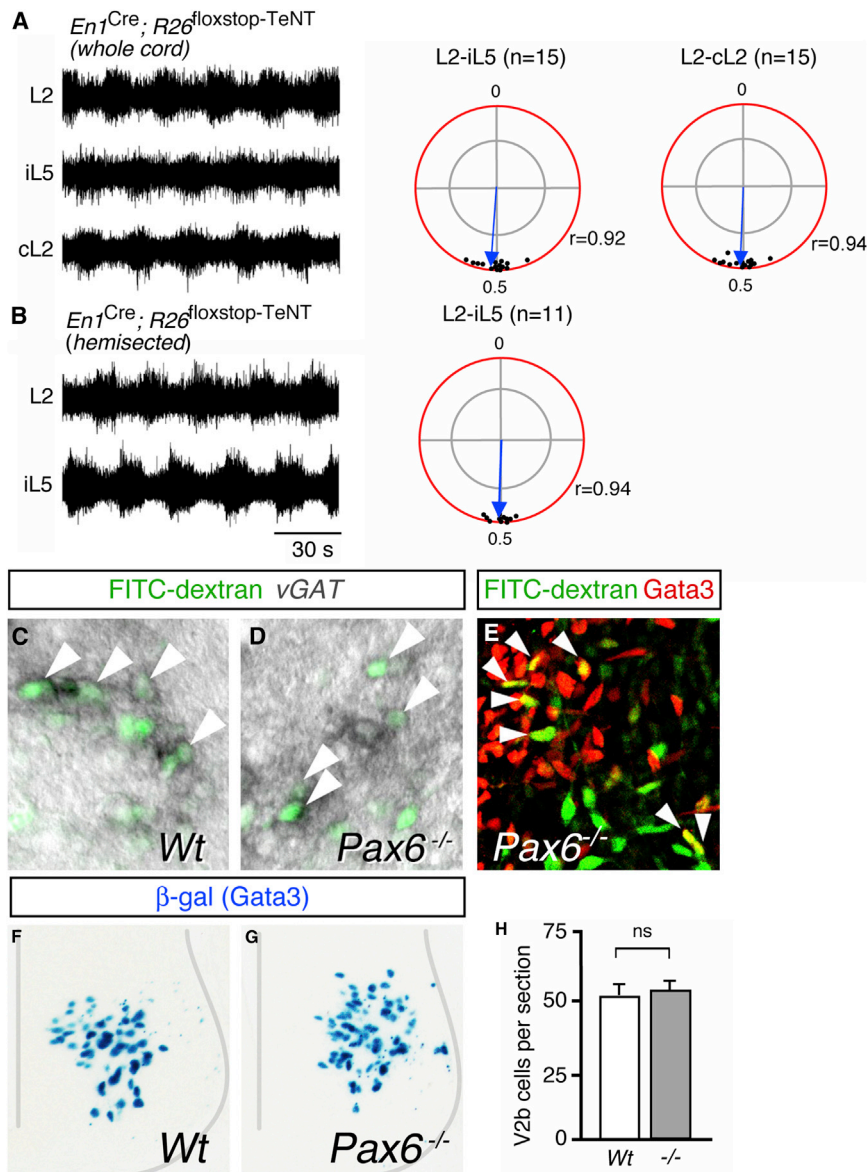 A
En1Cre; R26floxstop-TeNT
(whole cord)
L2
iL5
cL2
L2-iL5 (n=15)
0
r=0.92
0.5
L2-cL2 (n=15)
0
r=0.94
0.5
B
En1Cre; R26floxstop-TeNT
(hemisected)
L2
iL5
30 s
L2-iL5 (n=11)
0
r=0.94
0.5
FITC-dextran vGAT
FITC-dextran Gata3
C
Wt
D
Pax6-/-
E
Pax6-/-
β-gal (Gata3)
F
Wt
G
Pax6-/-
H
V2b cells per section
75
50
25
0
ns
Wt
-/-